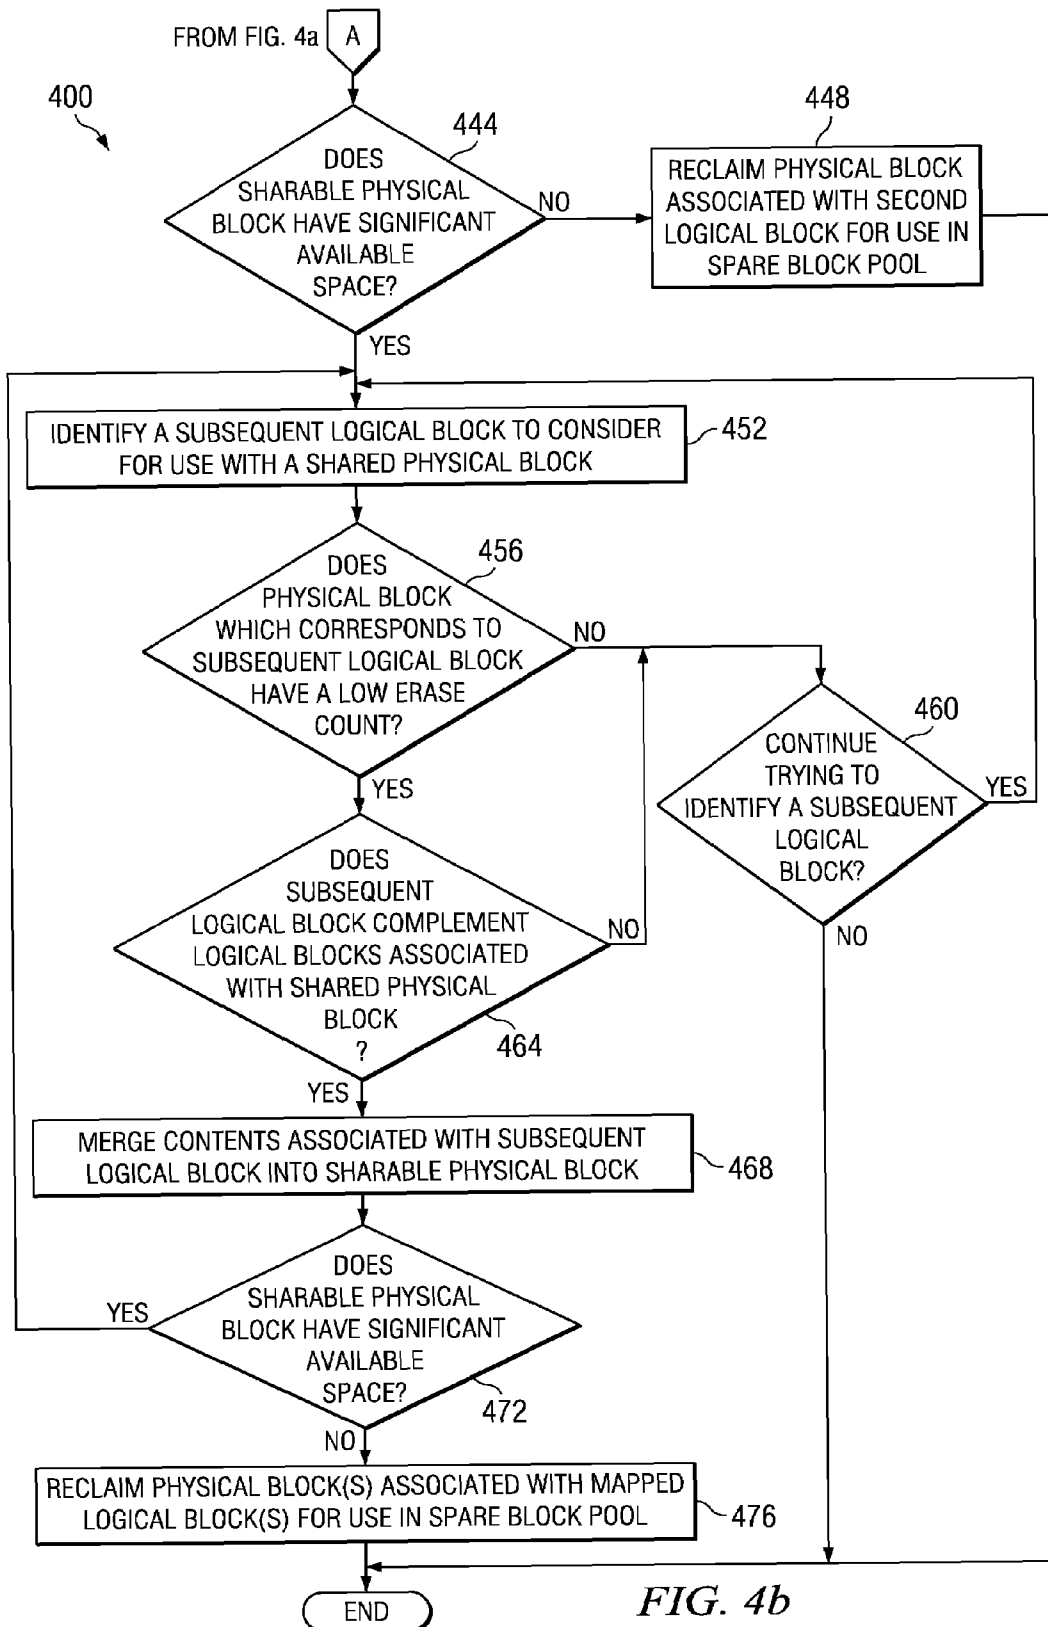 FROM FIG. 4a
A
400
444
DOES
SHARABLE PHYSICAL
BLOCK HAVE SIGNIFICANT
AVAILABLE
SPACE?
NO
YES
448
RECLAIM PHYSICAL BLOCK
ASSOCIATED WITH SECOND
LOGICAL BLOCK FOR USE IN
SPARE BLOCK POOL
IDENTIFY A SUBSEQUENT LOGICAL BLOCK TO CONSIDER
FOR USE WITH A SHARED PHYSICAL BLOCK
452
DOES
PHYSICAL BLOCK
WHICH CORRESPONDS TO
SUBSEQUENT LOGICAL BLOCK
HAVE A LOW ERASE
COUNT?
456
NO
YES
460
CONTINUE
TRYING TO
IDENTIFY A SUBSEQUENT
LOGICAL
BLOCK?
YES
NO
DOES
SUBSEQUENT
LOGICAL BLOCK COMPLEMENT
LOGICAL BLOCKS ASSOCIATED
WITH SHARED PHYSICAL
BLOCK
?
NO
464
YES
MERGE CONTENTS ASSOCIATED WITH SUBSEQUENT
LOGICAL BLOCK INTO SHARABLE PHYSICAL BLOCK
468
DOES
SHARABLE PHYSICAL
BLOCK HAVE SIGNIFICANT
AVAILABLE
SPACE?
YES
472
NO
RECLAIM PHYSICAL BLOCK(S) ASSOCIATED WITH MAPPED
LOGICAL BLOCK(S) FOR USE IN SPARE BLOCK POOL
476
END
FIG. 4b